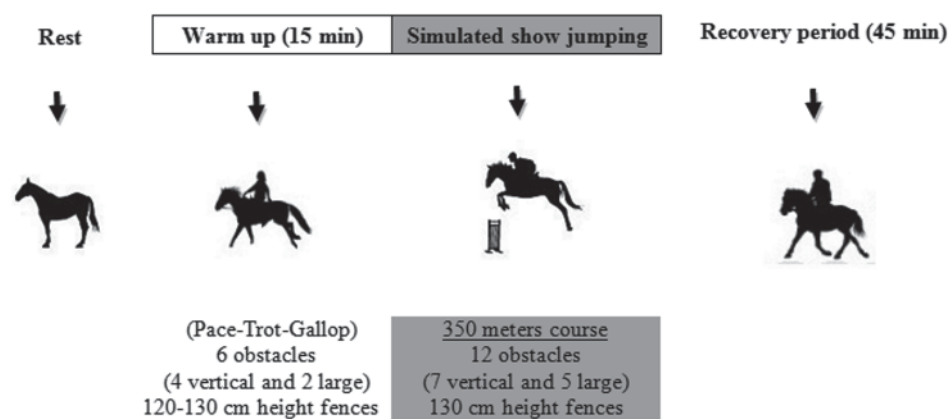 Rest
Warm up (15 min)
Simulated show jumping
Recovery period (45 min)
(Pace-Trot-Gallop)
6 obstacles
(4 vertical and 2 large)
120-130 cm height fences
350 meters course
12 obstacles
(7 vertical and 5 large)
130 cm height fences